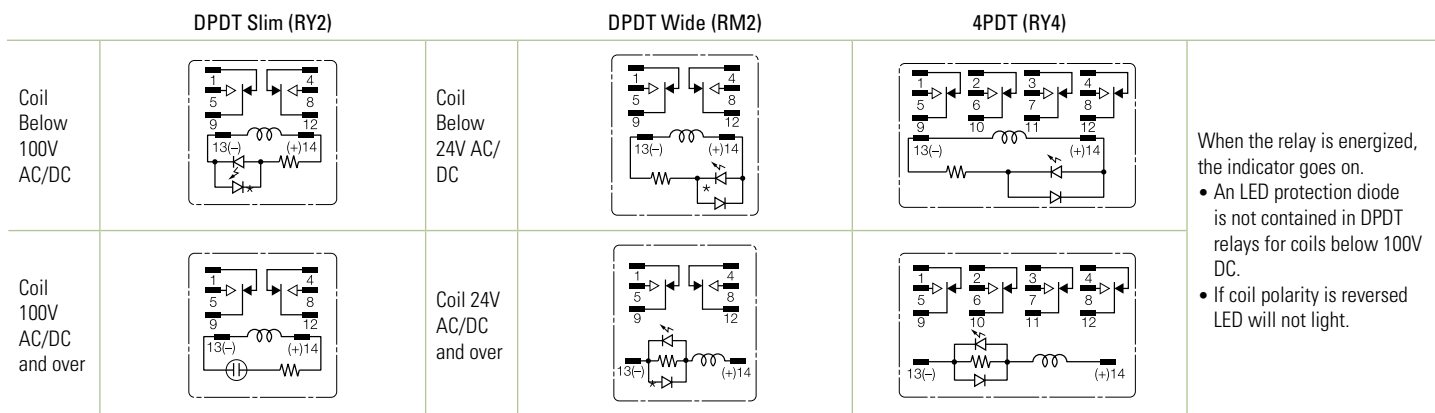 DPDT Slim (RY2)
DPDT Wide (RM2)
4PDT (RY4)
Coil
Below
100V
AC/DC
1
4
5
8
9
12
13(–)
(+)14
*
Coil
Below
24V AC/
DC
1
4
5
8
9
12
13(–)
(+)14
*
1
2
3
4
5
6
7
8
9
10
11
12
13(–)
(+)14
When the relay is energized,
the indicator goes on.
• An LED protection diode
is not contained in DPDT
relays for coils below 100V
DC.
• If coil polarity is reversed
LED will not light.
Coil
100V
AC/DC
and over
1
4
5
8
9
12
13(–)
(+)14
Coil 24V
AC/DC
and over
1
4
5
8
9
12
13(–)
(+)14
*
1
2
3
4
5
6
7
8
9
10
11
12
13(–)
(+)14